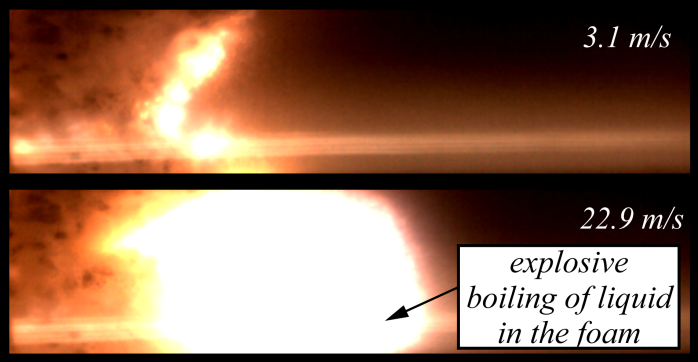 3.1 m/s
22.9 m/s
explosive
boiling of liquid
in the foam